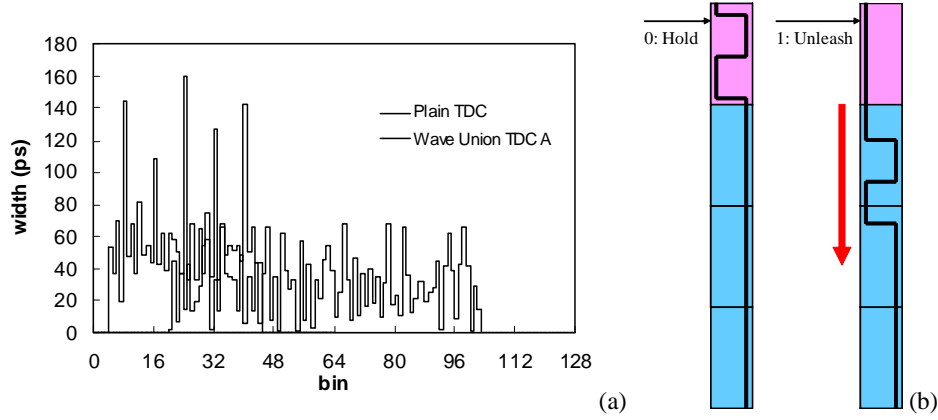 180
160
140
120
100
80
60
40
20
0
width (ps)
Plain TDC
Wave Union TDC A
0 16 32 48 64 80 96 112 128
bin
(a)
0: Hold
1: Unleash
(b)